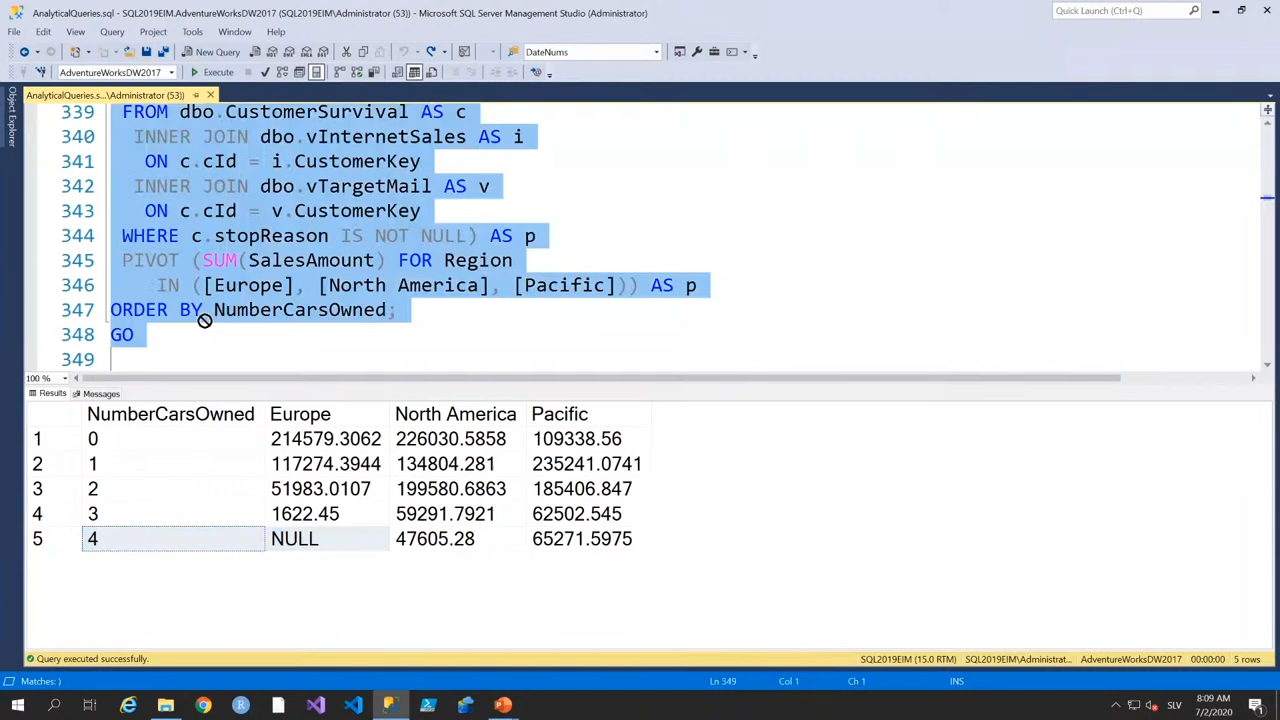 AnalyticalQueries.sql - SQL2019EIM.AdventureWorksDW2017 (SQL2019EIM\Administrator (53)) - Microsoft SQL Server Management Studio (Administrator)
Quick Launch (Ctrl+Q)
File Edit View Query Project Tools Window Help
New Query DateNums
AdventureWorksDW2017 Execute
AnalyticalQueries.s...\Administrator (53))
Object Explorer
339 FROM dbo.CustomerSurvival AS c
340 INNER JOIN dbo.vInternetSales AS i
341 ON c.cId = i.CustomerKey
342 INNER JOIN dbo.vTargetMail AS v
343 ON c.cId = v.CustomerKey
344 WHERE c.stopReason IS NOT NULL) AS p
345 PIVOT (SUM(SalesAmount) FOR Region
346 IN ([Europe], [North America], [Pacific])) AS p
347 ORDER BY NumberCarsOwned;
348 GO
349
100 %
Results Messages
NumberCarsOwned Europe North America Pacific
1 0 214579.3062 226030.5858 109338.56
2 1 117274.3944 134804.281 235241.0741
3 2 51983.0107 199580.6863 185406.847
4 3 1622.45 59291.7921 62502.545
5 4 NULL 47605.28 65271.5975
Query executed successfully. SQL2019EIM (15.0 RTM) SQL2019EIM\Administrat... AdventureWorksDW2017 00:00:00 5 rows
Matches: ) Ln 349 Col 1 Ch 1 INS
SLV 8:09 AM
7/2/2020